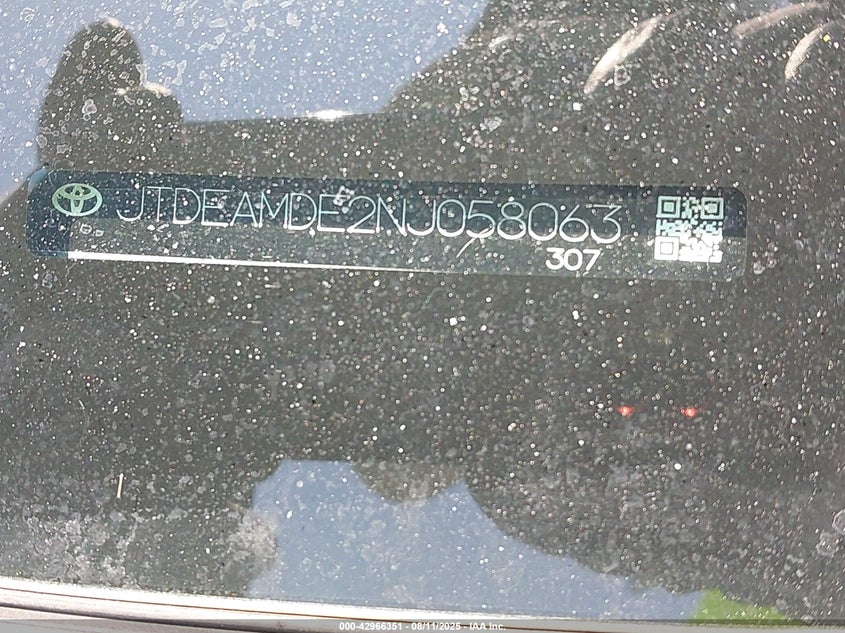 JTDEAMDE2NJ058063
307
000-42966351 - 08/11/2025 - IAA Inc.